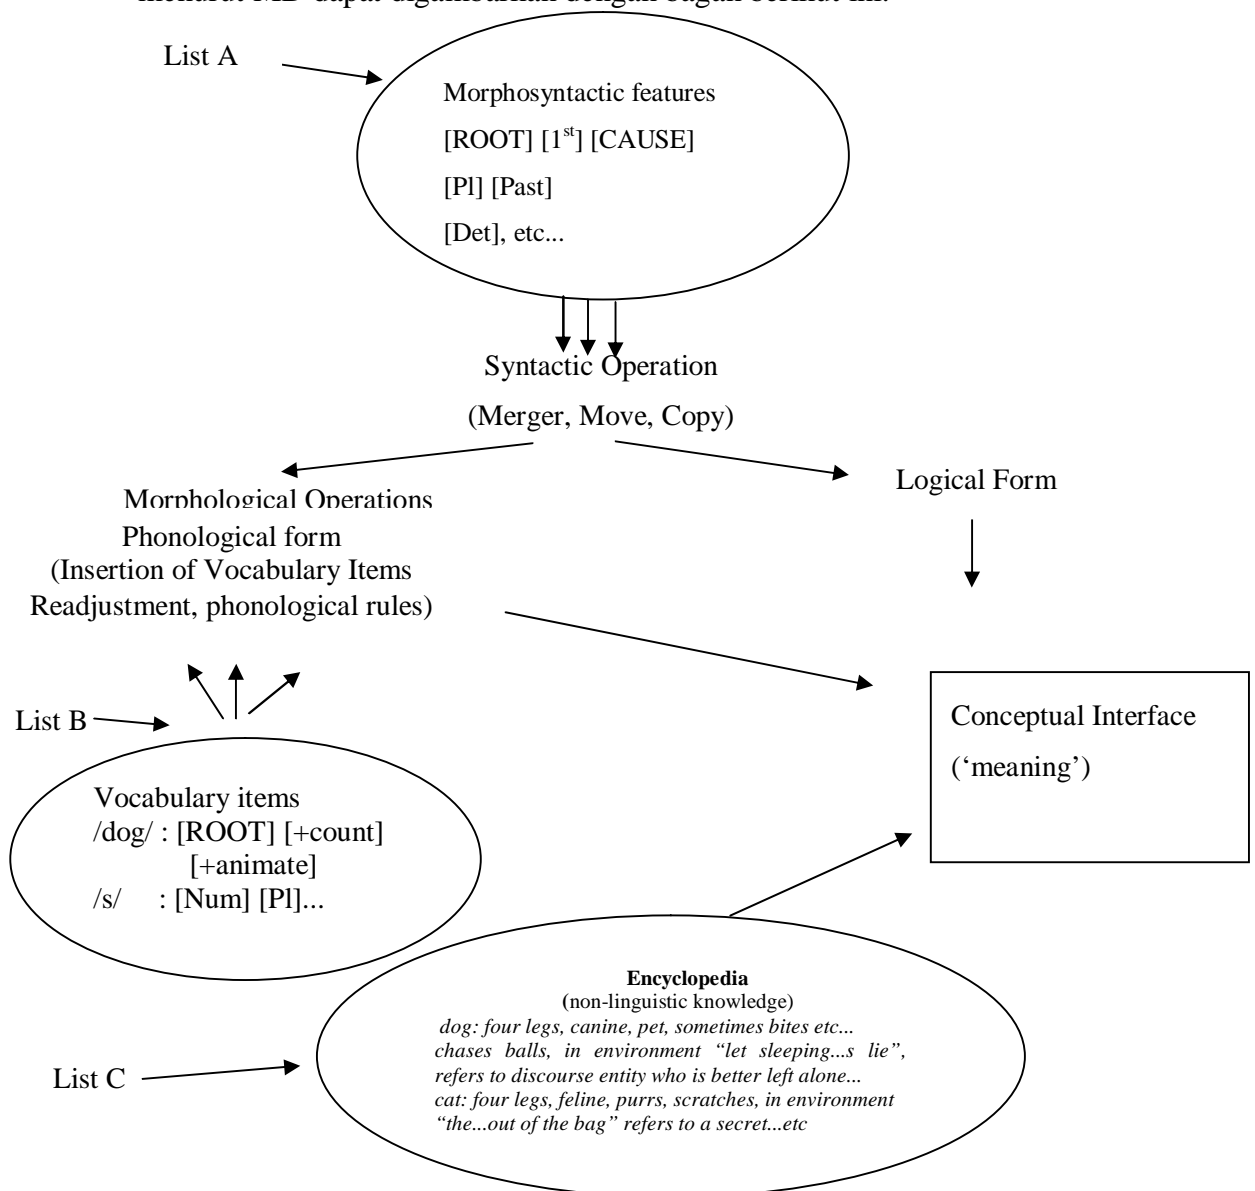 menurut MD dapat digambarkan dengan bagan berikut ini:
List A
Morphosyntactic features
[ROOT] [1st] [CAUSE]
[Pl] [Past]
[Det], etc...
Syntactic Operation
(Merger, Move, Copy)
Logical Form
Morphological Operations
Phonological form
(Insertion of Vocabulary Items
Readjustment, phonological rules)
List B
Conceptual Interface
(‘meaning’)
Vocabulary items
/dog/ : [ROOT] [+count]
[+animate]
/s/ : [Num] [Pl]...
Encyclopedia
(non-linguistic knowledge)
dog: four legs, canine, pet, sometimes bites etc...
chases balls, in environment “let sleeping...s lie”,
refers to discourse entity who is better left alone...
cat: four legs, feline, purrs, scratches, in environment
“the...out of the bag” refers to a secret...etc
List C